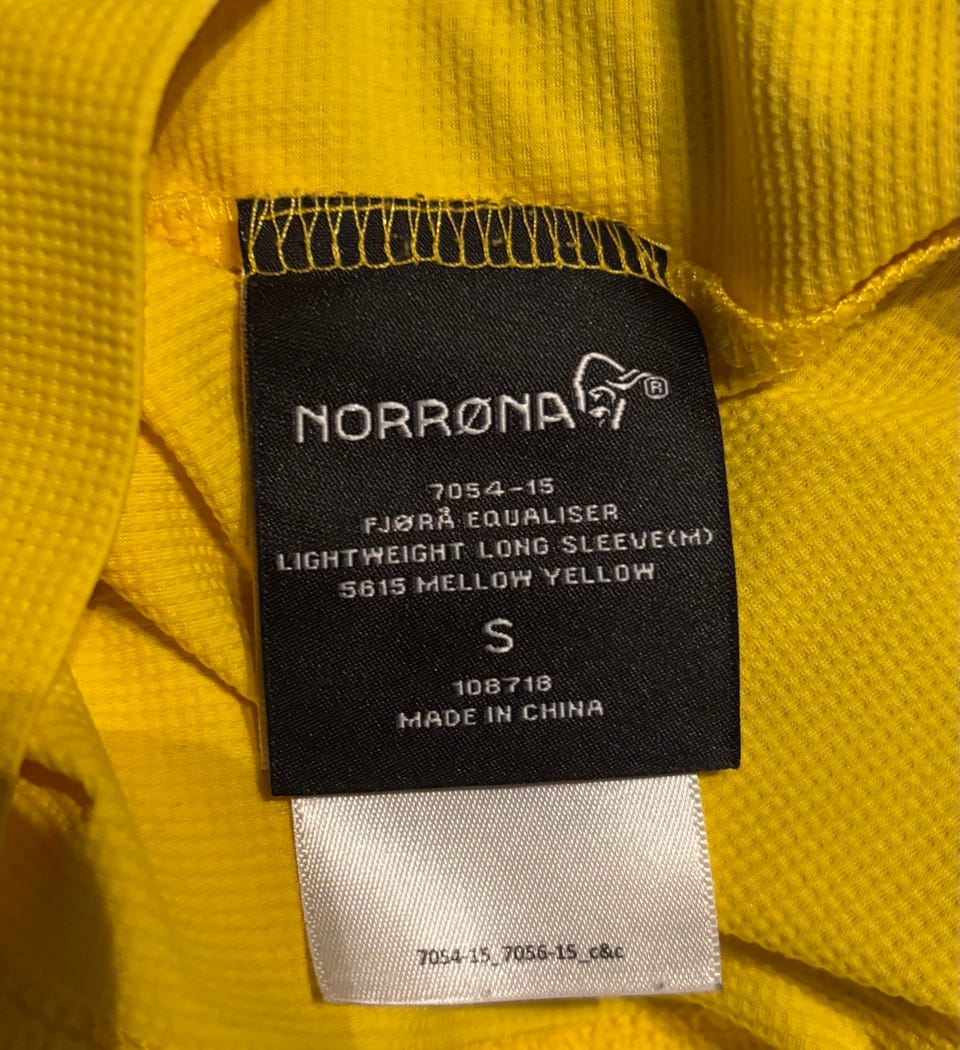 NORRØNA ®
7054-15
FJØRÅ EQUALISER
LIGHTWEIGHT LONG SLEEVE(M)
5615 MELLOW YELLOW
S
108718
MADE IN CHINA
7054-15_7056-15_c&c